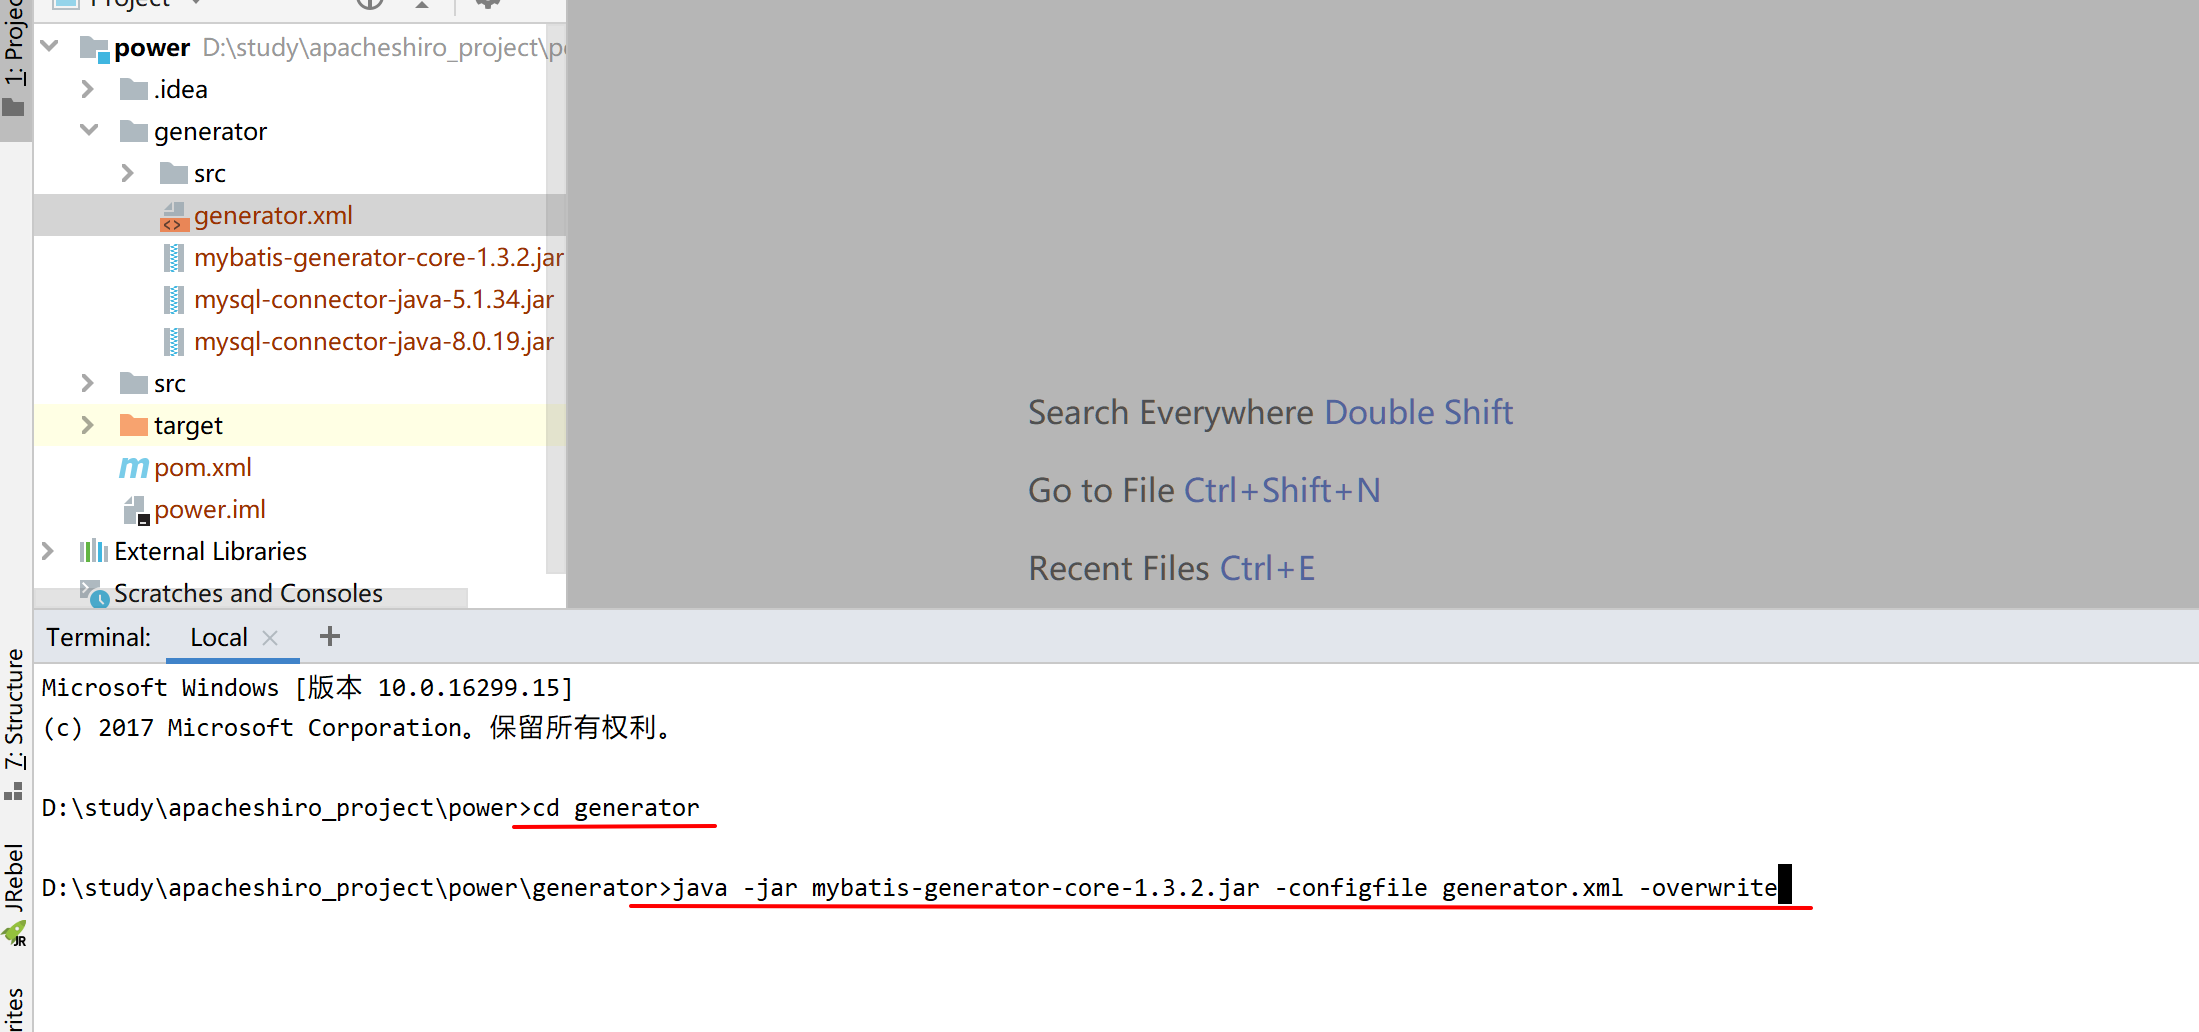 Project
1: Project
power D:\study\apacheshiro_project\po
.idea
generator
src
generator.xml
mybatis-generator-core-1.3.2.jar
mysql-connector-java-5.1.34.jar
mysql-connector-java-8.0.19.jar
src
target
pom.xml
power.iml
External Libraries
Scratches and Consoles
Search Everywhere Double Shift
Go to File Ctrl+Shift+N
Recent Files Ctrl+E
Terminal: Local
7: Structure
JRebel
JR
rites
Microsoft Windows [版本 10.0.16299.15]
(c) 2017 Microsoft Corporation。保留所有权利。
D:\study\apacheshiro_project\power>cd generator
D:\study\apacheshiro_project\power\generator>java -jar mybatis-generator-core-1.3.2.jar -configfile generator.xml -overwrite